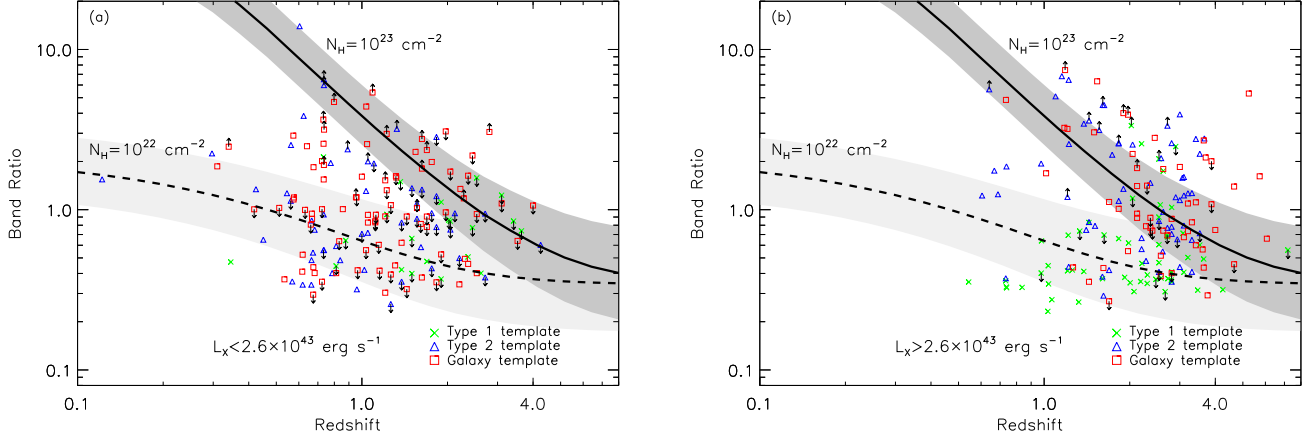 (a)
N_H=10^23 cm^-2
N_H=10^22 cm^-2
L_X<2.6×10^43 erg s^-1
Type 1 template
Type 2 template
Galaxy template
10.0
1.0
0.1
Band Ratio
0.1
1.0
4.0
Redshift
(b)
N_H=10^23 cm^-2
N_H=10^22 cm^-2
L_X>2.6×10^43 erg s^-1
Type 1 template
Type 2 template
Galaxy template
10.0
1.0
0.1
Band Ratio
0.1
1.0
4.0
Redshift